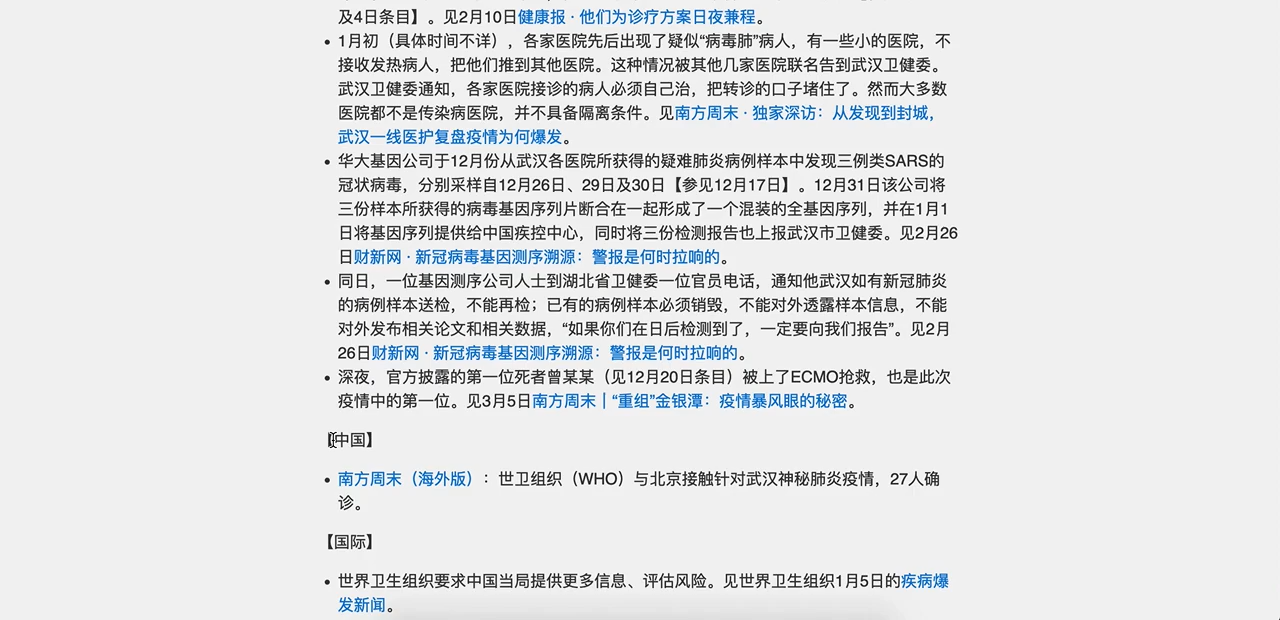 及4日条目】。见2月10日健康报 · 他们为诊疗方案日夜兼程。
1月初（具体时间不详），各家医院先后出现了疑似“病毒肺”病人，有一些小的医院，不
接收发热病人，把他们推到其他医院。这种情况被其他几家医院联名告到武汉卫健委。
武汉卫健委通知，各家医院接诊的病人必须自己治，把转诊的口子堵住了。然而大多数
医院都不是传染病医院，并不具备隔离条件。见南方周末 · 独家深访：从发现到封城，
武汉一线医护复盘疫情为何爆发。
华大基因公司于12月份从武汉各医院所获得的疑难肺炎病例样本中发现三例类SARS的
冠状病毒，分别采样自12月26日、29日及30日【参见12月17日】。12月31日该公司将
三份样本所获得的病毒基因序列片断合在一起形成了一个混装的全基因序列，并在1月1
日将基因序列提供给中国疾控中心，同时将三份检测报告也上报武汉市卫健委。见2月26
日财新网 · 新冠病毒基因测序溯源：警报是何时拉响的。
同日，一位基因测序公司人士到湖北省卫健委一位官员电话，通知他武汉如有新冠肺炎
的病例样本送检，不能再检；已有的病例样本必须销毁，不能对外透露样本信息，不能
对外发布相关论文和相关数据，“如果你们在日后检测到了，一定要向我们报告”。见2月
26日财新网 · 新冠病毒基因测序溯源：警报是何时拉响的。
深夜，官方披露的第一位死者曾某某（见12月20日条目）被上了ECMO抢救，也是此次
疫情中的第一位。见3月5日南方周末｜“重组”金银潭：疫情暴风眼的秘密。
【中国】
南方周末（海外版）：世卫组织（WHO）与北京接触针对武汉神秘肺炎疫情，27人确
诊。
【国际】
世界卫生组织要求中国当局提供更多信息、评估风险。见世界卫生组织1月5日的疾病爆
发新闻。